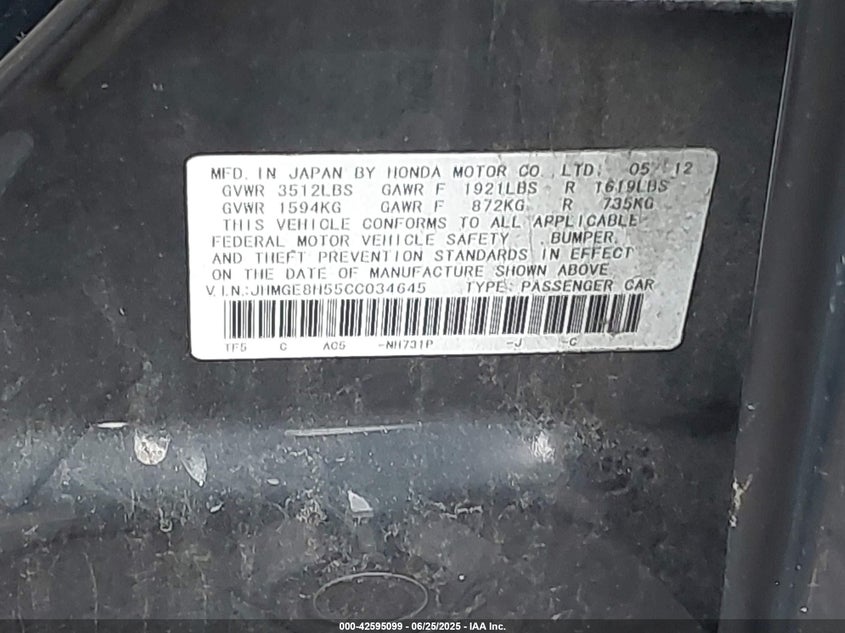 MFD. IN JAPAN BY HONDA MOTOR CO., LTD. 05/12
GVWR 3512LBS GAWR F 1921LBS R 1619LBS
GVWR 1594KG GAWR F 872KG R 735KG
THIS VEHICLE CONFORMS TO ALL APPLICABLE
FEDERAL MOTOR VEHICLE SAFETY, BUMPER,
AND THEFT PREVENTION STANDARDS IN EFFECT
ON THE DATE OF MANUFACTURE SHOWN ABOVE
V.I.N.:JHMGE8H55CC034645 TYPE: PASSENGER CAR
TF5 C AC5 -NH731P -J -C
000-42595099 - 06/25/2025 - IAA Inc.